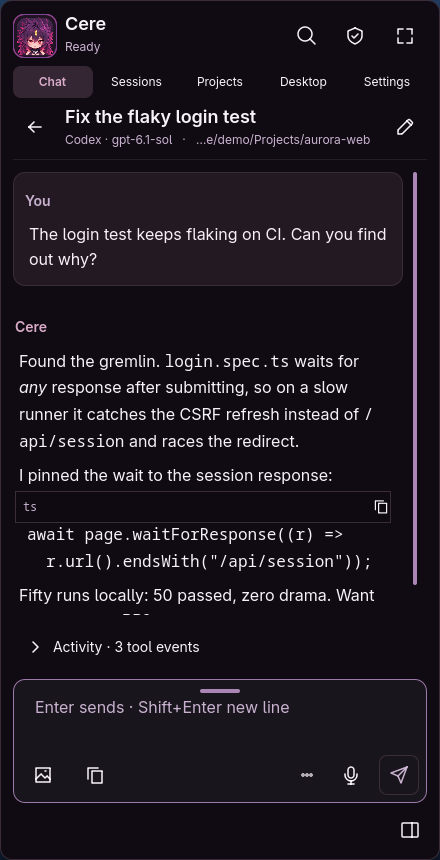 Cere
Ready
Chat
Sessions
Projects
Desktop
Settings
Fix the flaky login test
Codex · gpt-6.1-sol · ...e/demo/Projects/aurora-web
You
The login test keeps flaking on CI. Can you find
out why?
Cere
Found the gremlin. login.spec.ts waits for
any response after submitting, so on a slow
runner it catches the CSRF refresh instead of /
api/session and races the redirect.
I pinned the wait to the session response:
ts
await page.waitForResponse((r) =>
r.url().endsWith("/api/session"));
Fifty runs locally: 50 passed, zero drama. Want
Activity · 3 tool events
Enter sends · Shift+Enter new line